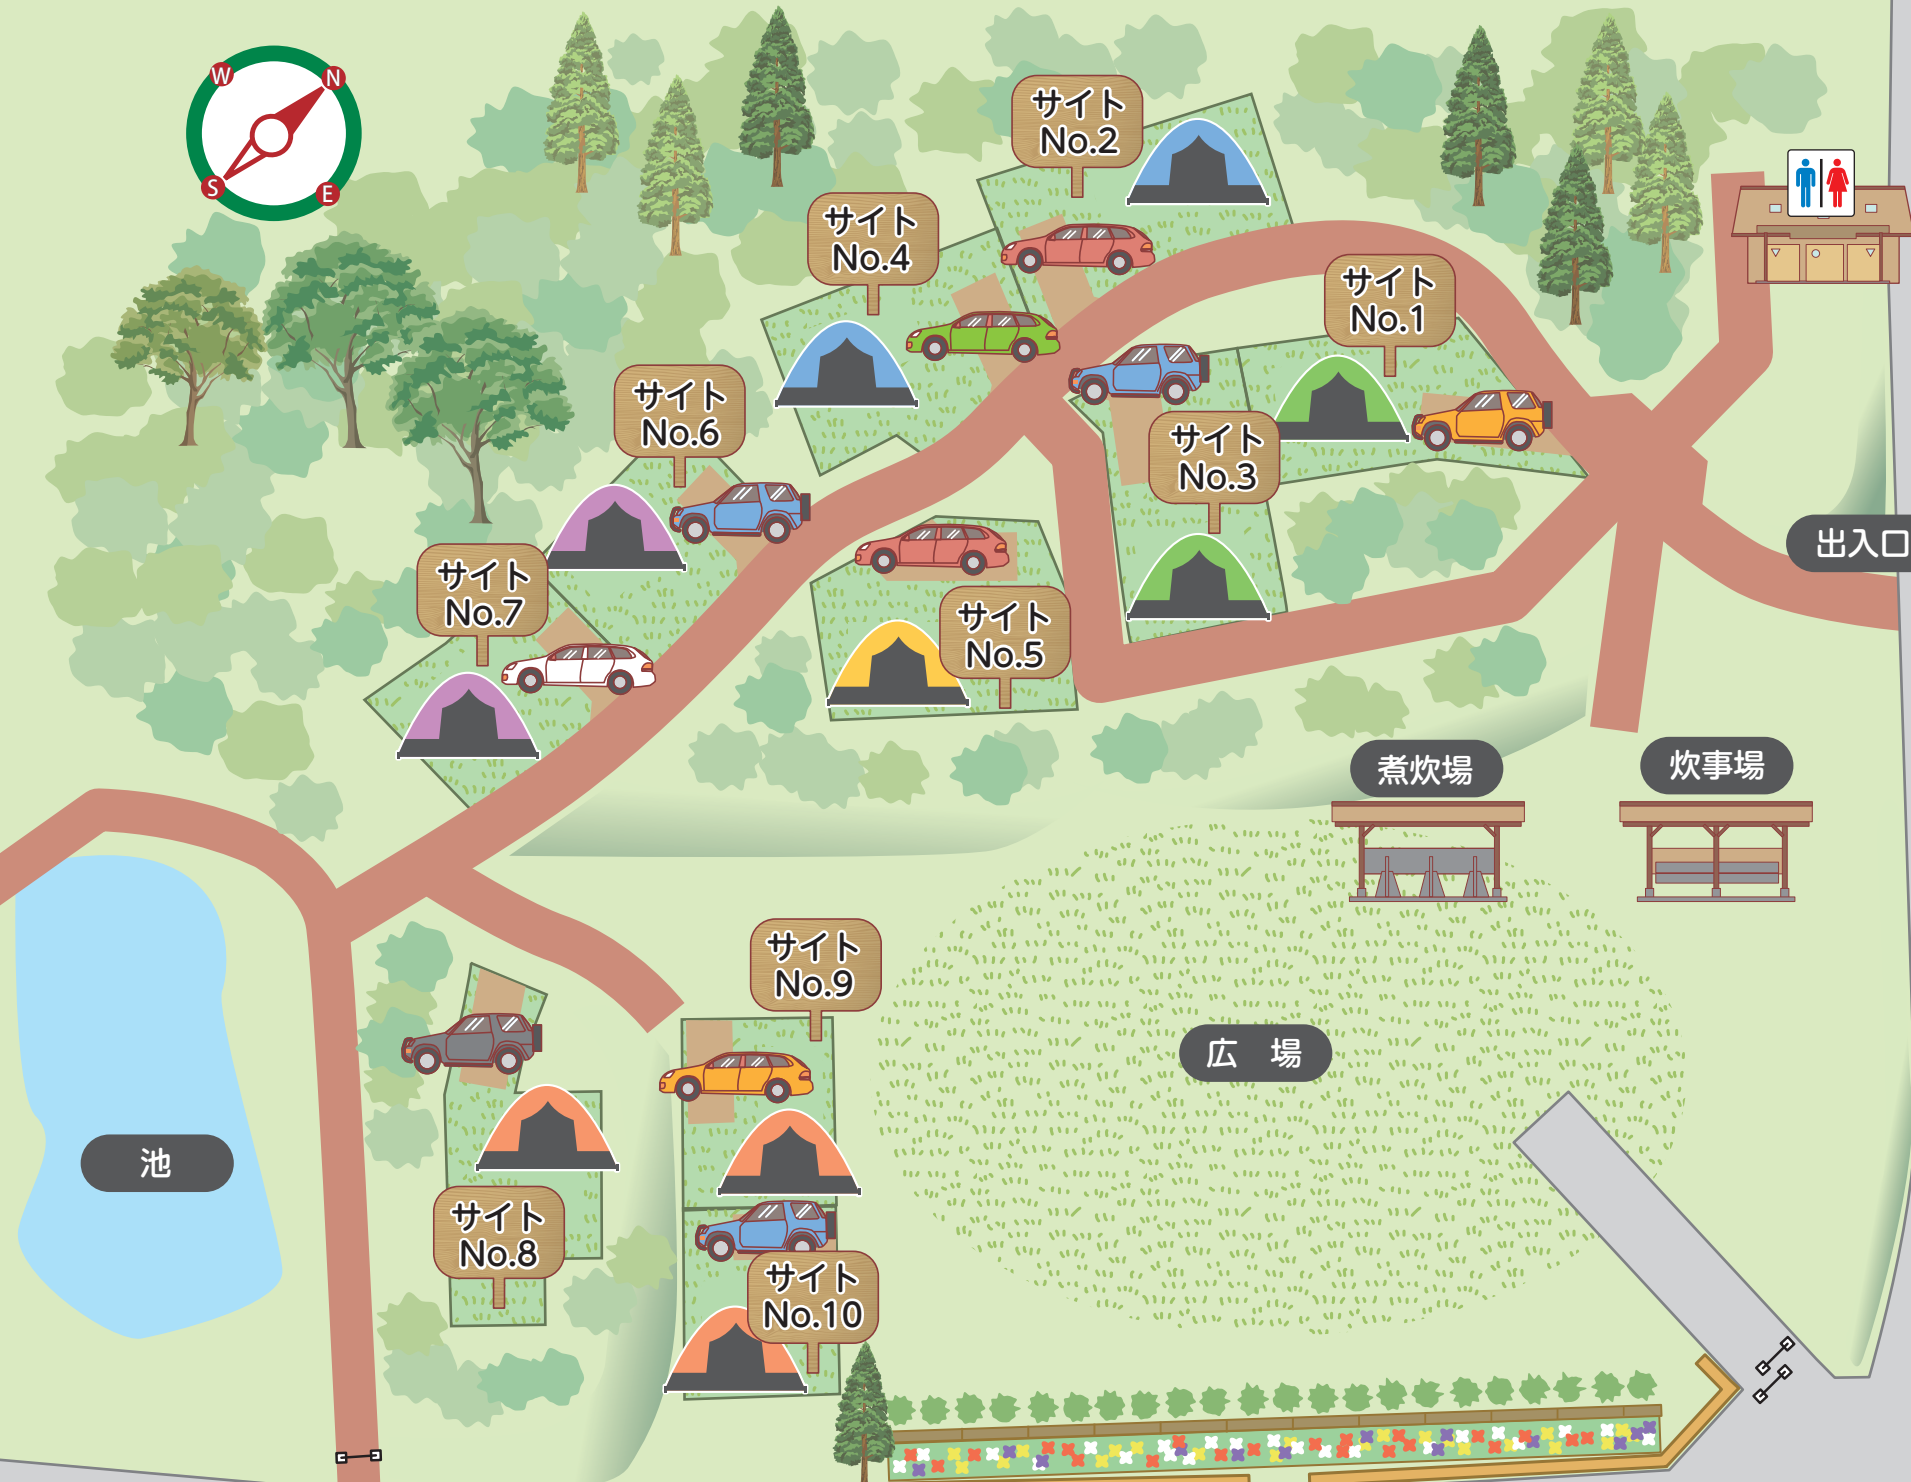 W
N
S
E
サイト
No.2
サイト
No.4
サイト
No.1
サイト
No.6
サイト
No.3
出入口
サイト
No.7
サイト
No.5
煮炊場
炊事場
サイト
No.9
広　場
池
サイト
No.8
サイト
No.10